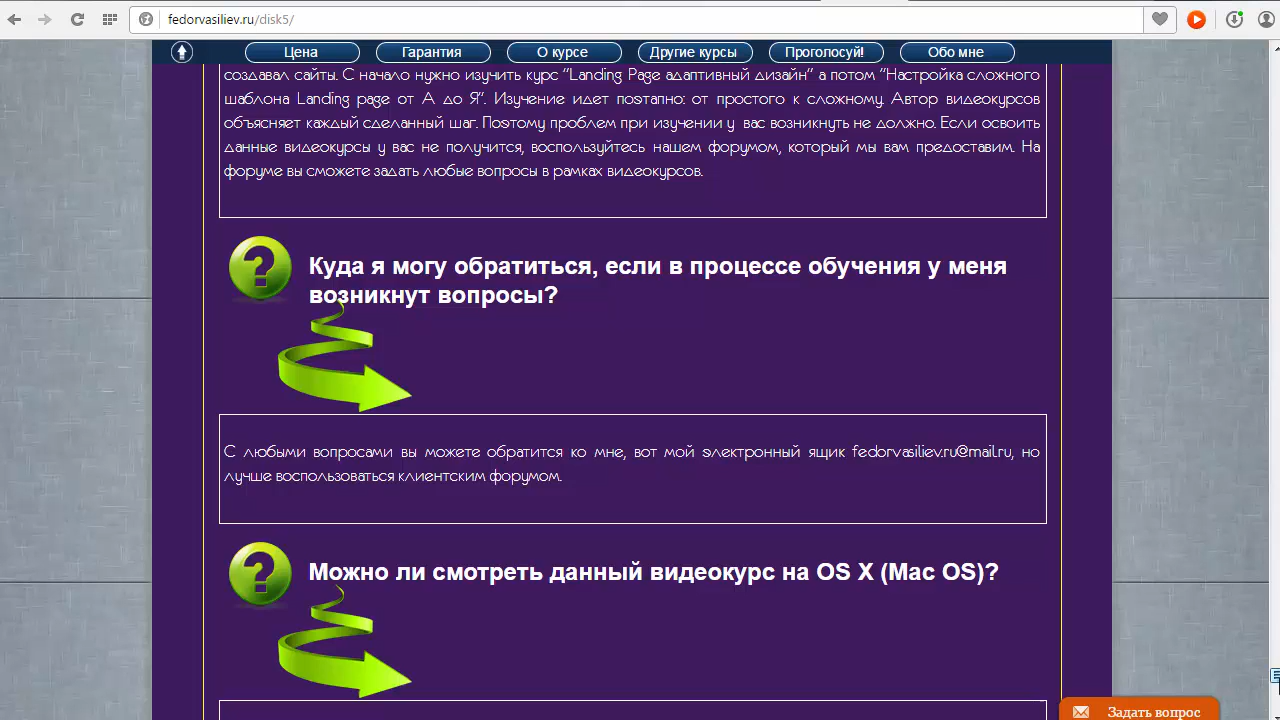 fedorvasiliev.ru/disk5/
Цена Гарантия О курсе Другие курсы Проголосуй! Обо мне
создавал сайты. С начало нужно изучить курс "Landing Page адаптивный дизайн" а потом "Настройка сложного
шаблона Landing page от А до Я". Изучение идет поэтапно: от простого к сложному. Автор видеокурсов
объясняет каждый сделанный шаг. Поэтому проблем при изучении у вас возникнуть не должно. Если освоить
данные видеокурсы у вас не получится, воспользуйтесь нашем форумом, который мы вам предоставим. На
форуме вы сможете задать любые вопросы в рамках видеокурсов.
Куда я могу обратиться, если в процессе обучения у меня
возникнут вопросы?
С любыми вопросами вы можете обратится ко мне, вот мой электронный ящик fedorvasiliev.ru@mail.ru, но
лучше воспользоваться клиентским форумом.
Можно ли смотреть данный видеокурс на OS X (Mac OS)?
Задать вопрос